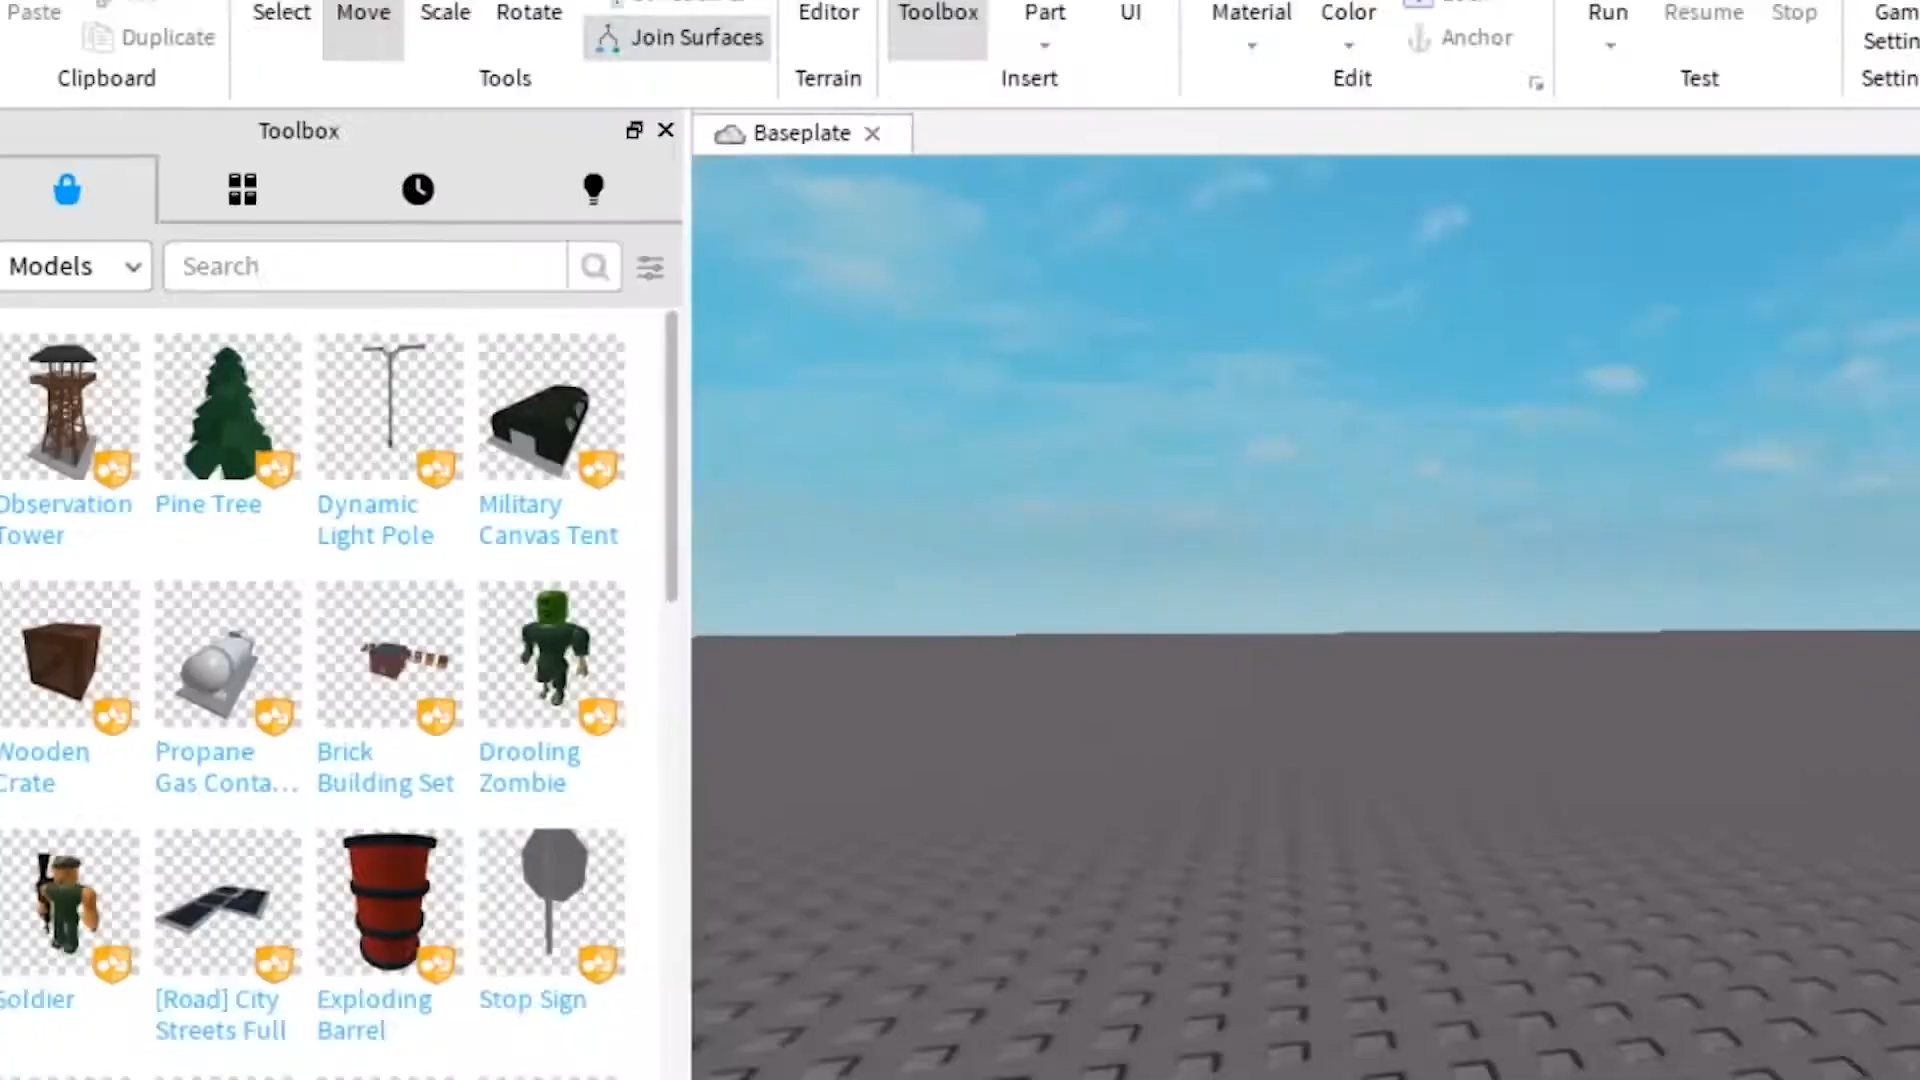 Paste
Duplicate
Clipboard
Select
Move
Scale
Rotate
Join Surfaces
Tools
Editor
Terrain
Toolbox
Part
UI
Insert
Material
Color
Anchor
Edit
Run
Resume
Stop
Test
Gam
Settin
Settin
Toolbox
Baseplate
Models
Search
Observation
Tower
Pine Tree
Dynamic
Light Pole
Military
Canvas Tent
Wooden
Crate
Propane
Gas Conta...
Brick
Building Set
Drooling
Zombie
Soldier
[Road] City
Streets Full
Exploding
Barrel
Stop Sign